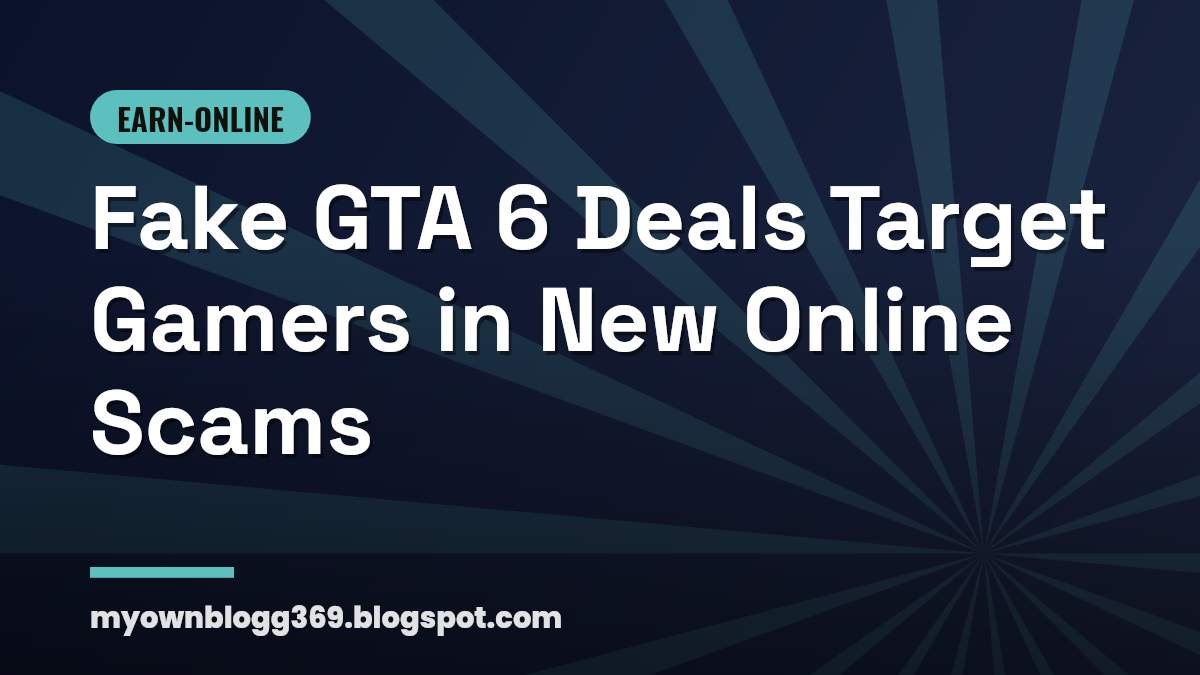 EARN-ONLINE
Fake GTA 6 Deals Target
Gamers in New Online
Scams
myownblogg369.blogspot.com